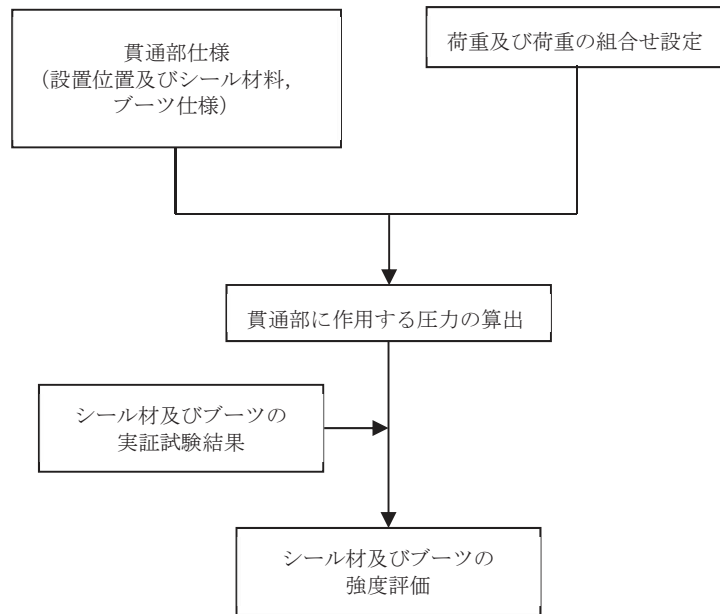 貫通部仕様
（設置位置及びシール材料，
ブーツ仕様）
荷重及び荷重の組合せ設定
貫通部に作用する圧力の算出
シール材及びブーツの
実証試験結果
シール材及びブーツの
強度評価